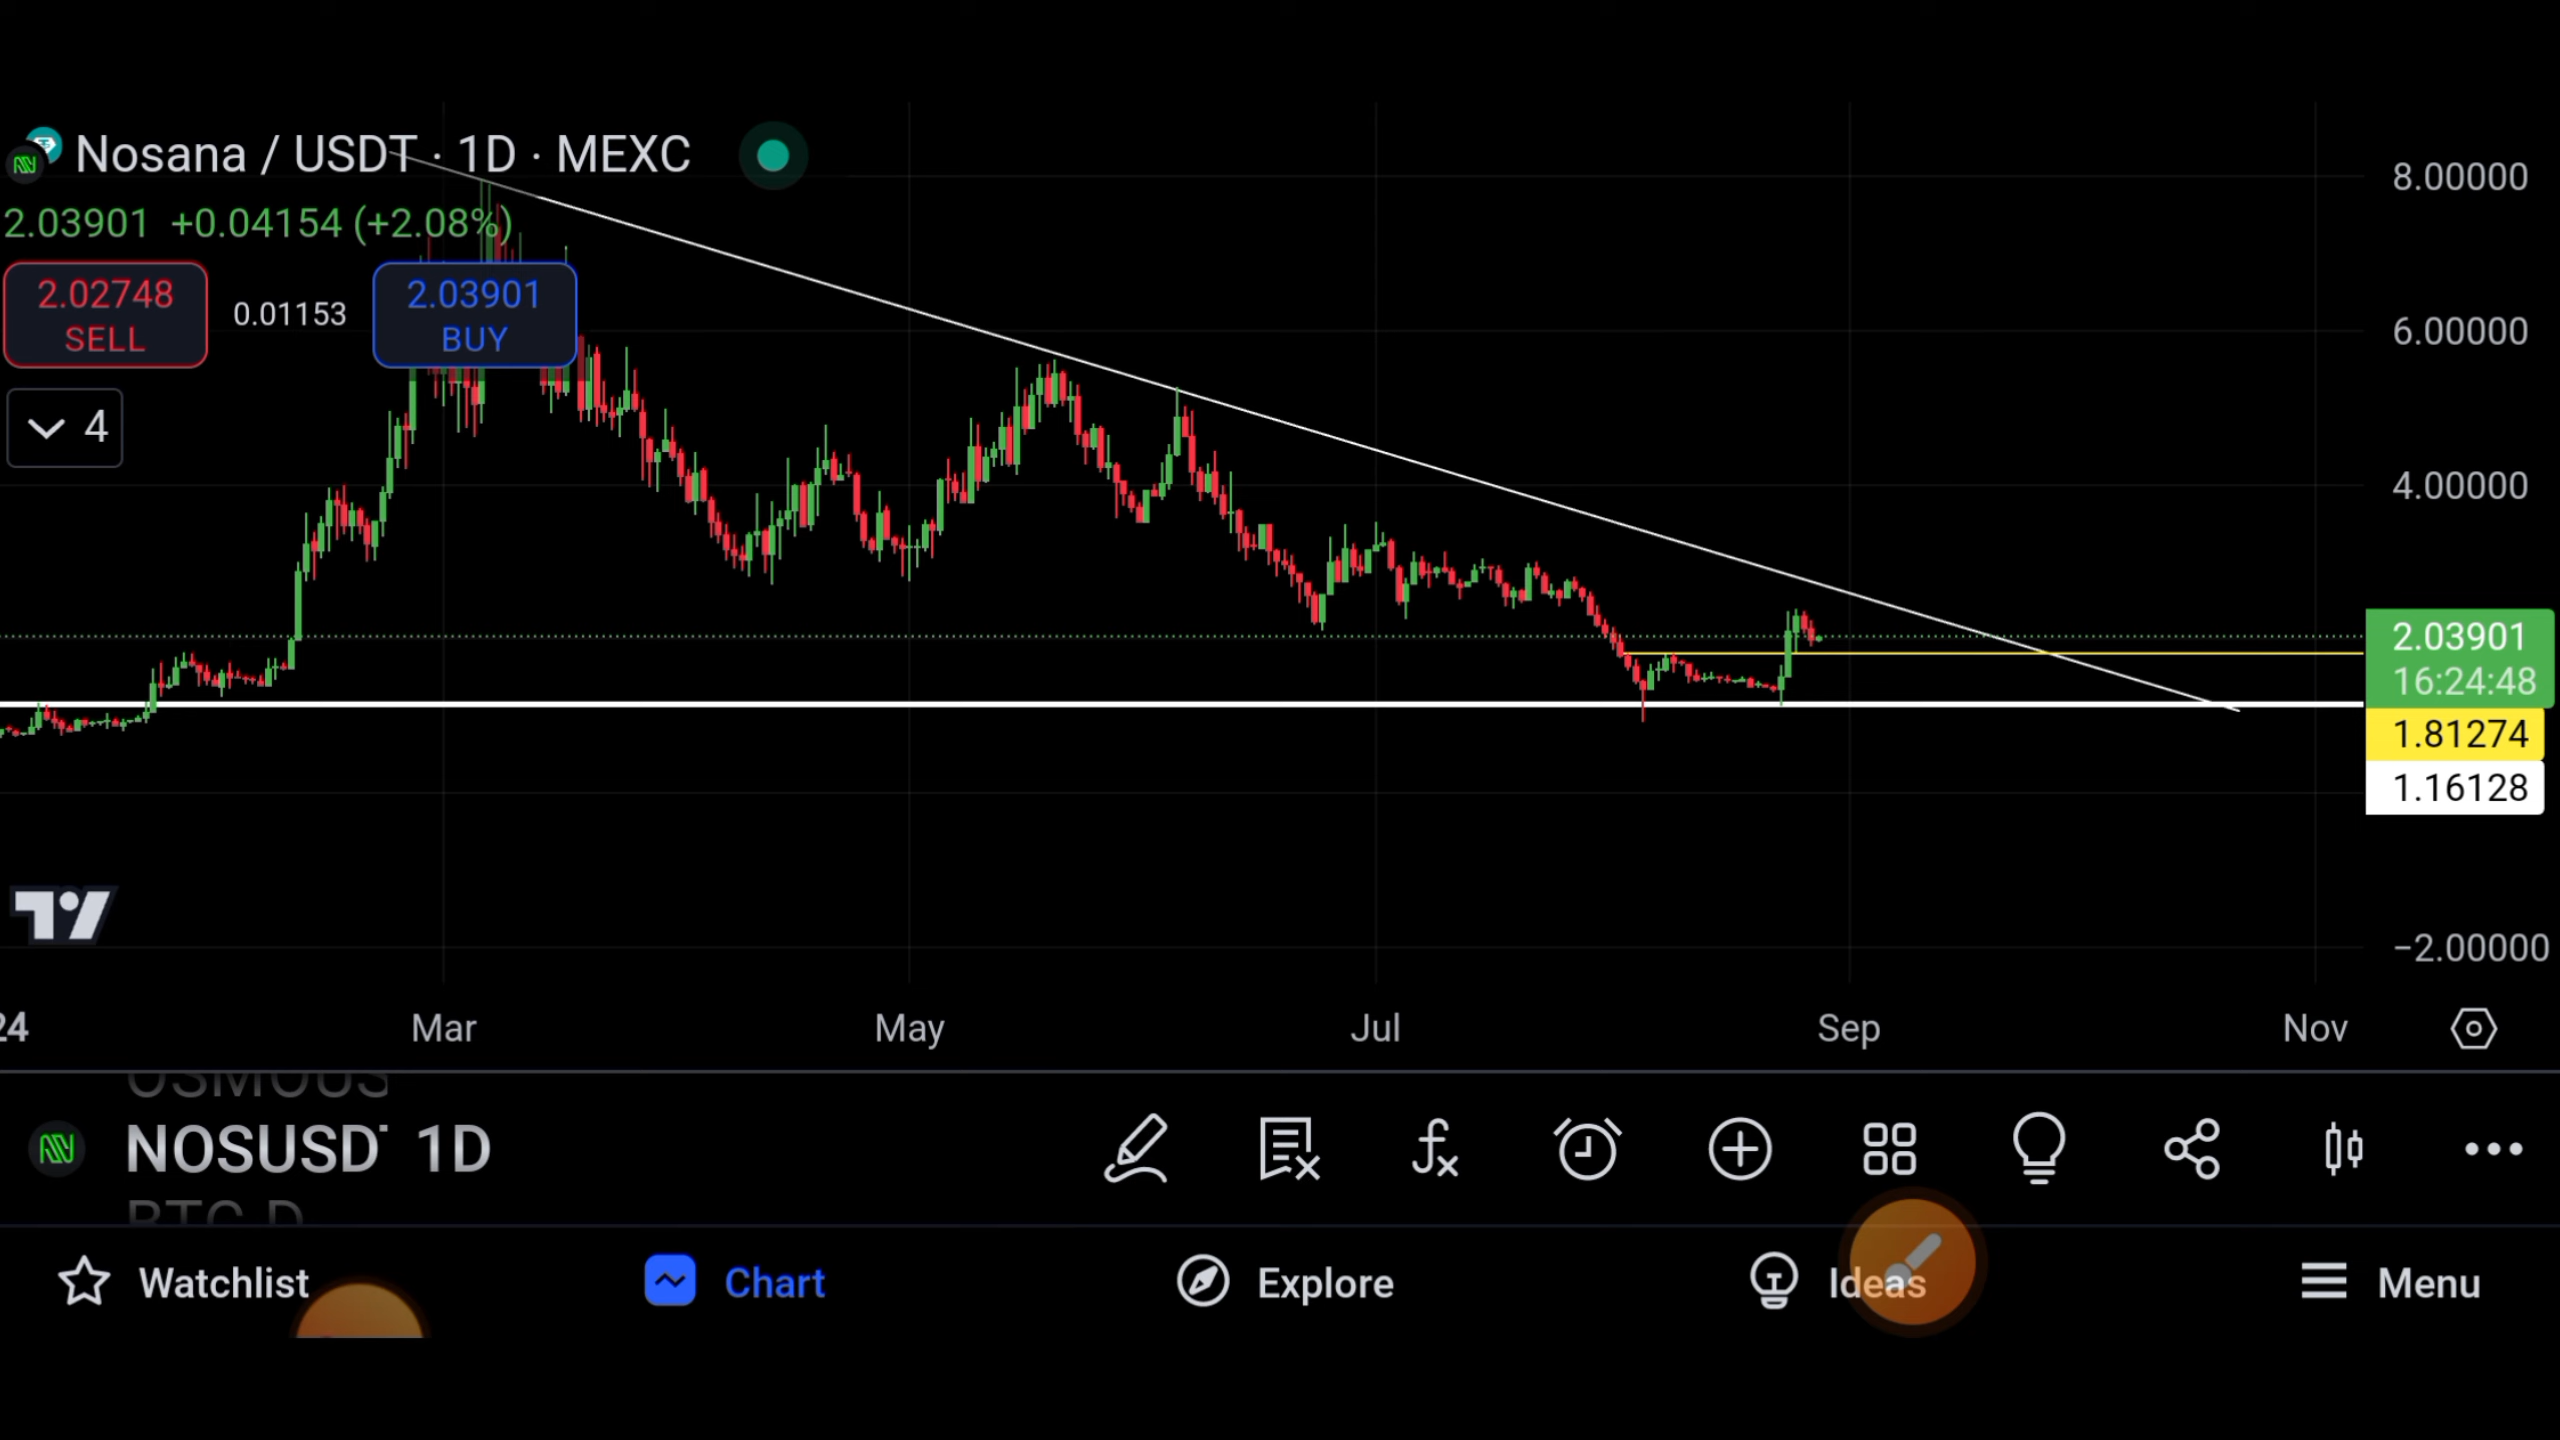 Nosana / USDT · 1D · MEXC
8.00000
2.03901 +0.04154 (+2.08%)
2.02748
SELL
0.01153
2.03901
BUY
6.00000
4
4.00000
2.03901
16:24:48
1.81274
1.16128
-2.00000
24
Mar
May
Jul
Sep
Nov
NOSUSD 1D
BTC.D
Watchlist
Chart
Explore
Ideas
Menu